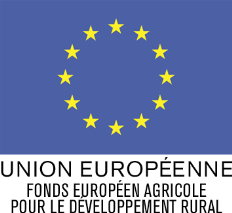 UNION EUROPÉENNE
FONDS EUROPÉEN AGRICOLE
POUR LE DÉVELOPPEMENT RURAL